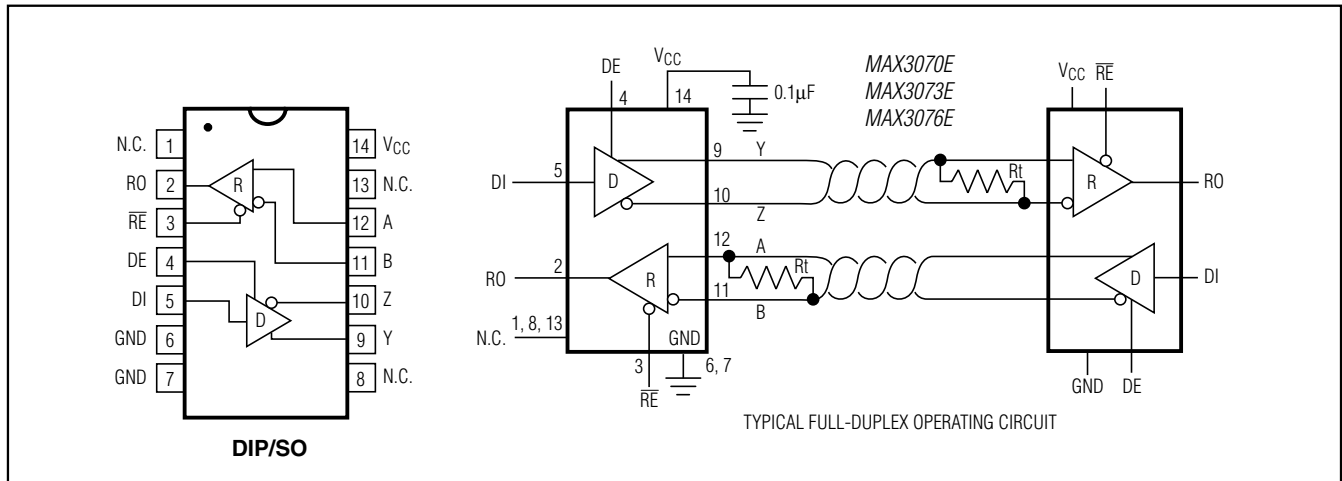 N.C. 1
RO 2
RE 3
DE 4
DI 5
GND 6
GND 7
14 VCC
13 N.C.
12 A
11 B
10 Z
9 Y
8 N.C.
R
D
DIP/SO
DE
4
VCC
14
0.1µF
MAX3070E
MAX3073E
MAX3076E
VCC RE
DI 5
D
9 Y
10 Z
Rt
R
RO
RO 2
R
12 A
11 B
Rt
D
DI
N.C. 1, 8, 13
GND
3
RE
6, 7
GND DE
TYPICAL FULL-DUPLEX OPERATING CIRCUIT